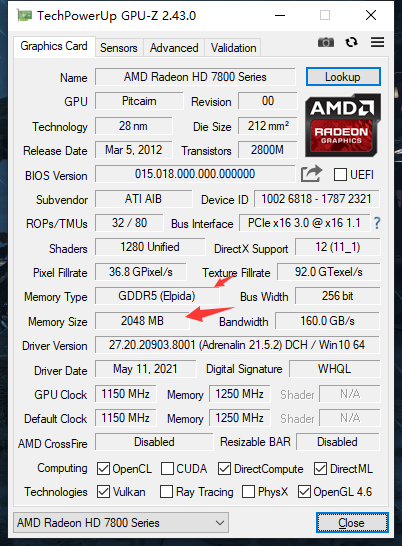 TechPowerUp GPU-Z 2.43.0
Graphics Card Sensors Advanced Validation
Name AMD Radeon HD 7800 Series Lookup
GPU Pitcairn Revision 00
Technology 28 nm Die Size 212 mm²
Release Date Mar 5, 2012 Transistors 2800M
AMD
RADEON
GRAPHICS
BIOS Version 015.018.000.000.000000 UEFI
Subvendor ATI AIB Device ID 1002 6818 - 1787 2321
ROPs/TMUs 32 / 80 Bus Interface PCIe x16 3.0 @ x16 1.1 ?
Shaders 1280 Unified DirectX Support 12 (11_1)
Pixel Fillrate 36.8 GPixel/s Texture Fillrate 92.0 GTexel/s
Memory Type GDDR5 (Elpida) Bus Width 256 bit
Memory Size 2048 MB Bandwidth 160.0 GB/s
Driver Version 27.20.20903.8001 (Adrenalin 21.5.2) DCH / Win10 64
Driver Date May 11, 2021 Digital Signature WHQL
GPU Clock 1150 MHz Memory 1250 MHz Shader N/A
Default Clock 1150 MHz Memory 1250 MHz Shader N/A
AMD CrossFire Disabled Resizable BAR Disabled
Computing OpenCL CUDA DirectCompute DirectML
Technologies Vulkan Ray Tracing PhysX OpenGL 4.6
AMD Radeon HD 7800 Series Close